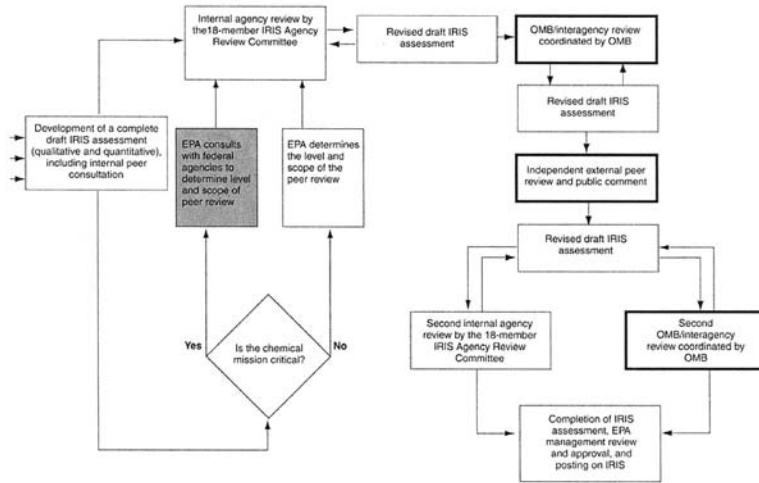 Internal agency review by
the18-member IRIS Agency
Review Committee
Revised draft IRIS
assessment
OMB/interagency review
coordinated by OMB
Revised draft IRIS
assessment
Development of a complete
draft IRIS assessment
(qualitative and quantitative),
including internal peer
consultation
EPA consults
with federal
agencies to
determine level
and scope of
peer review
EPA determines
the level and
scope of the
peer review
Independent external peer
review and public comment
Revised draft IRIS
assessment
Yes
Is the chemical
mission critical?
No
Second internal agency
review by the 18-member
IRIS Agency Review
Committee
Second
OMB/interagency
review coordinated by
OMB
Completion of IRIS
assessment, EPA
management review
and approval, and
posting on IRIS